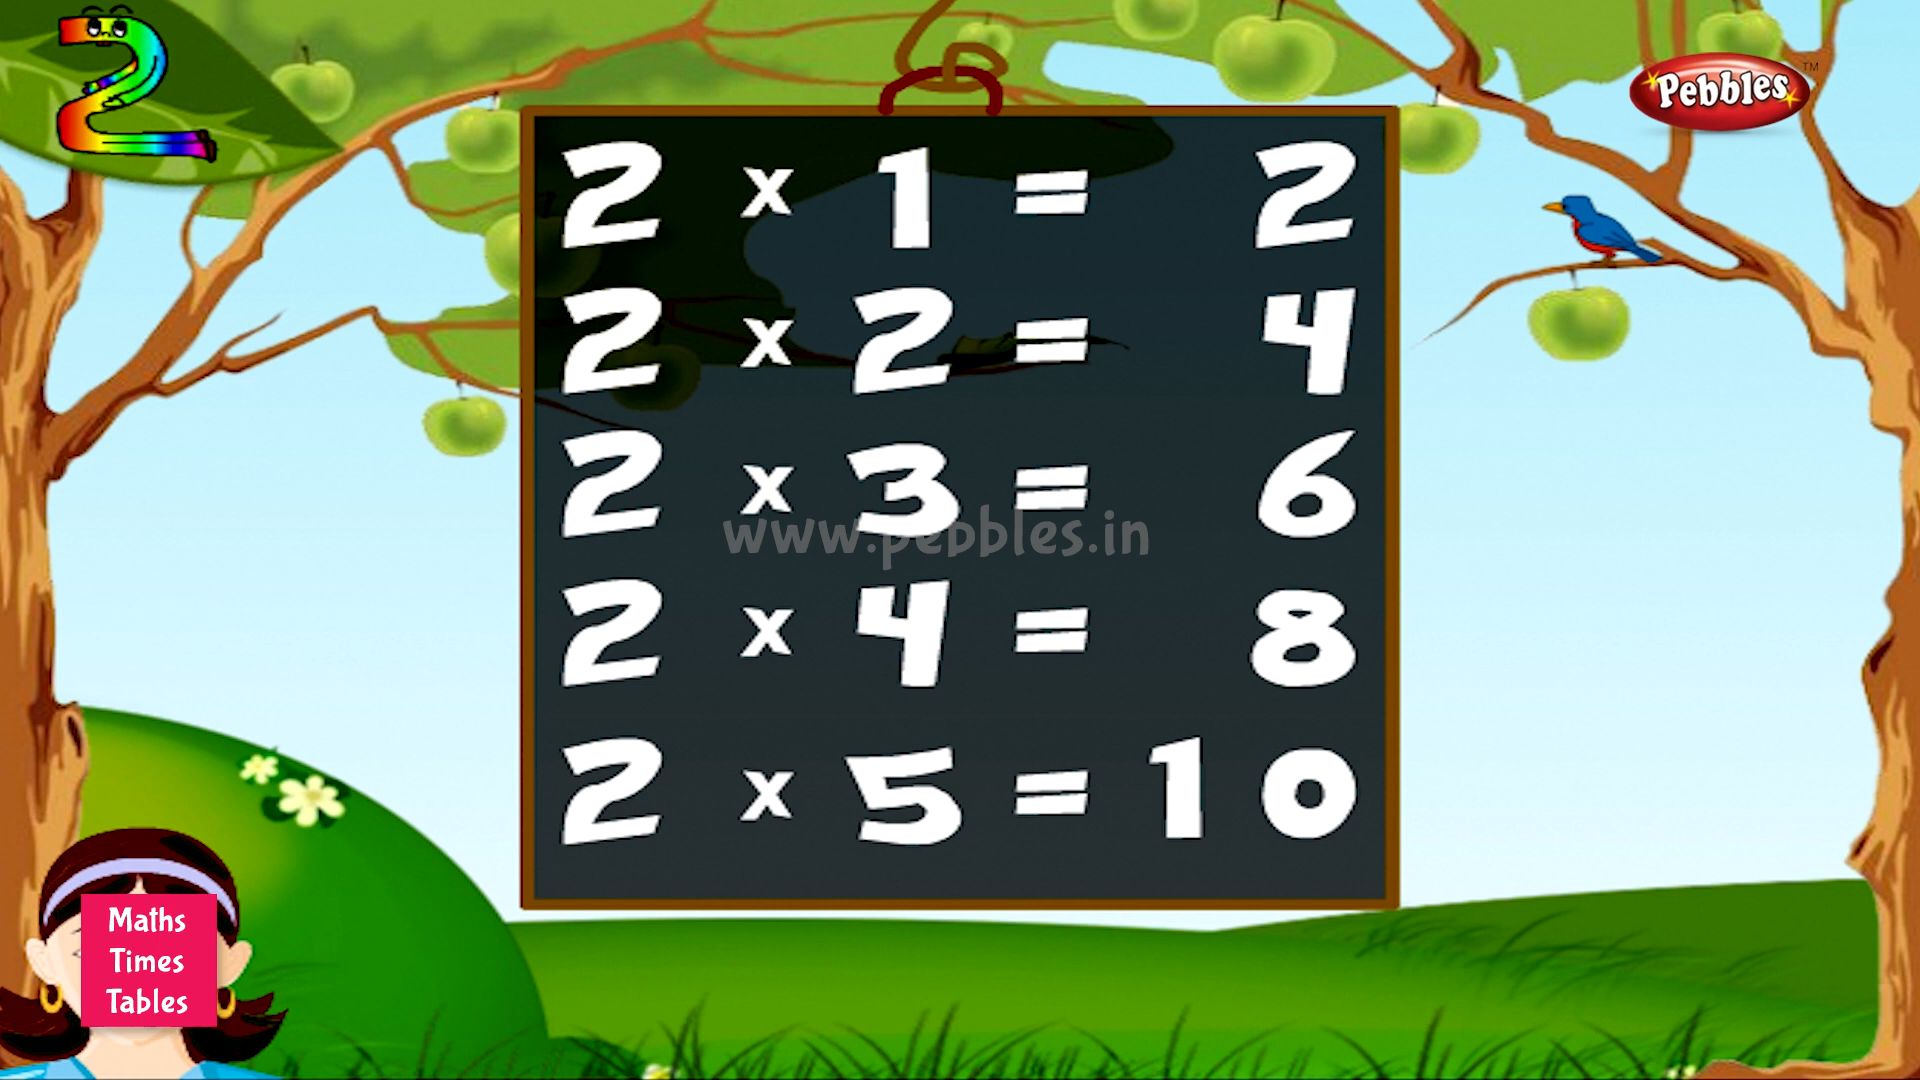 2
Pebbles™
2 x 1 = 2
2 x 2 = 4
2 x 3 = 6
www.pebbles.in
2 x 4 = 8
2 x 5 = 10
Maths
Times
Tables